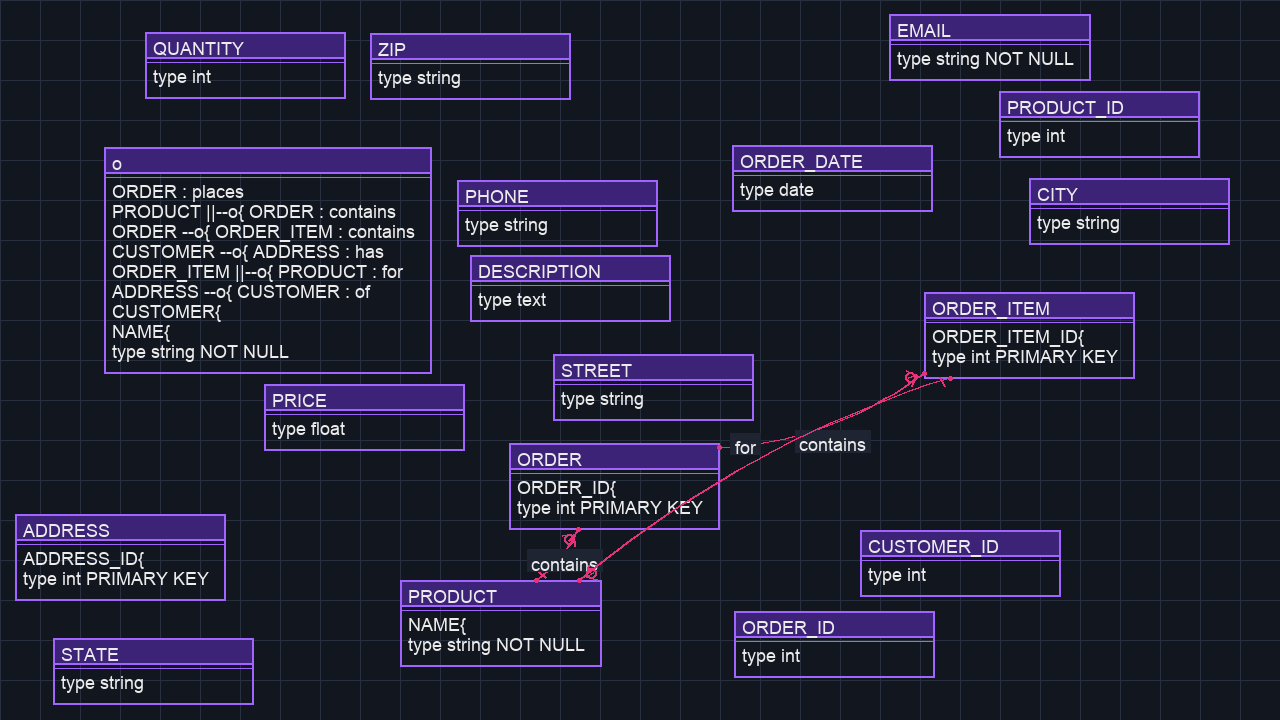 QUANTITY
type int
ZIP
type string
EMAIL
type string NOT NULL
PRODUCT_ID
type int
o
ORDER : places
PRODUCT ||--o{ ORDER : contains
ORDER --o{ ORDER_ITEM : contains
CUSTOMER --o{ ADDRESS : has
ORDER_ITEM ||--o{ PRODUCT : for
ADDRESS --o{ CUSTOMER : of
CUSTOMER{
NAME{
type string NOT NULL
ORDER_DATE
type date
PHONE
type string
CITY
type string
DESCRIPTION
type text
ORDER_ITEM
ORDER_ITEM_ID{
type int PRIMARY KEY
STREET
type string
PRICE
type float
for
contains
ORDER
ORDER_ID{
type int PRIMARY KEY
contains
ADDRESS
ADDRESS_ID{
type int PRIMARY KEY
CUSTOMER_ID
type int
PRODUCT
NAME{
type string NOT NULL
ORDER_ID
type int
STATE
type string